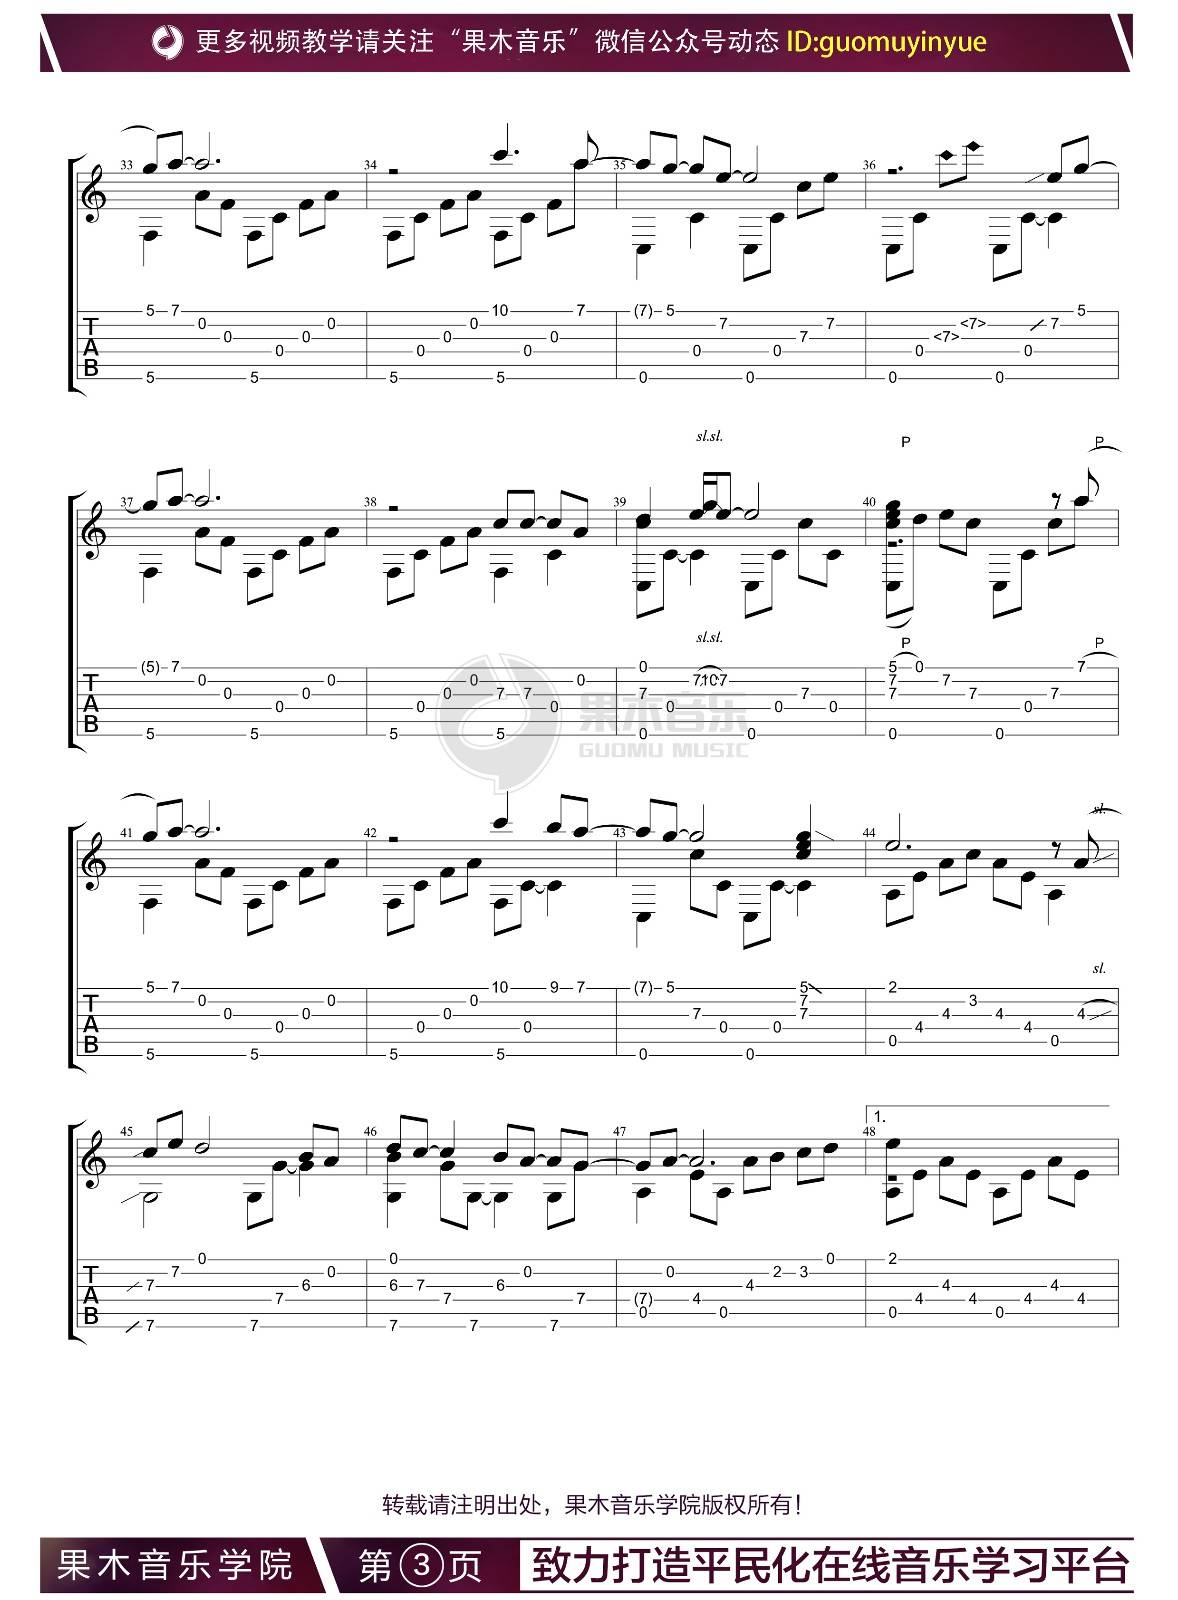 更多视频教学请关注“果木音乐”微信公众号动态 ID:guomuyinyue
33 34 35 36
5 7 10 7 (7) 5 5
0 0 0 7 7 <7> 7
0 0 0 0 7 <7>
0 0 0 0 0 0 0
5 5 5 5 0 0 0 0
T
A
B
sl.sl. P P
37 38 39 40
sl.sl. P P
(5) 7 0 5 0 7
0 0 0 0 7 10 7 7 7
0 0 0 7 7 7 7 7 7 7
0 0 0 0 0 0
5 5 5 5 0 0 0 0
T
A
B
果木音乐
GUOMU MUSIC
sl.
41 42 43 44
sl.
5 7 10 9 7 (7) 5 5 2
0 0 0 7 3
0 0 0 7 7 4 4 4
0 0 0 0 0 4 4
0 0
5 5 5 5 0 0
T
A
B
1.
45 46 47 48
0 0 0 2
7 0 0 0 2 3
7 6 6 7 6 4 4 4
7 7 7 (7) 4 4 4 4
0 0 0 0
7 7 7 7 7
T
A
B
转载请注明出处，果木音乐学院版权所有！
果木音乐学院 第③页 致力打造平民化在线音乐学习平台